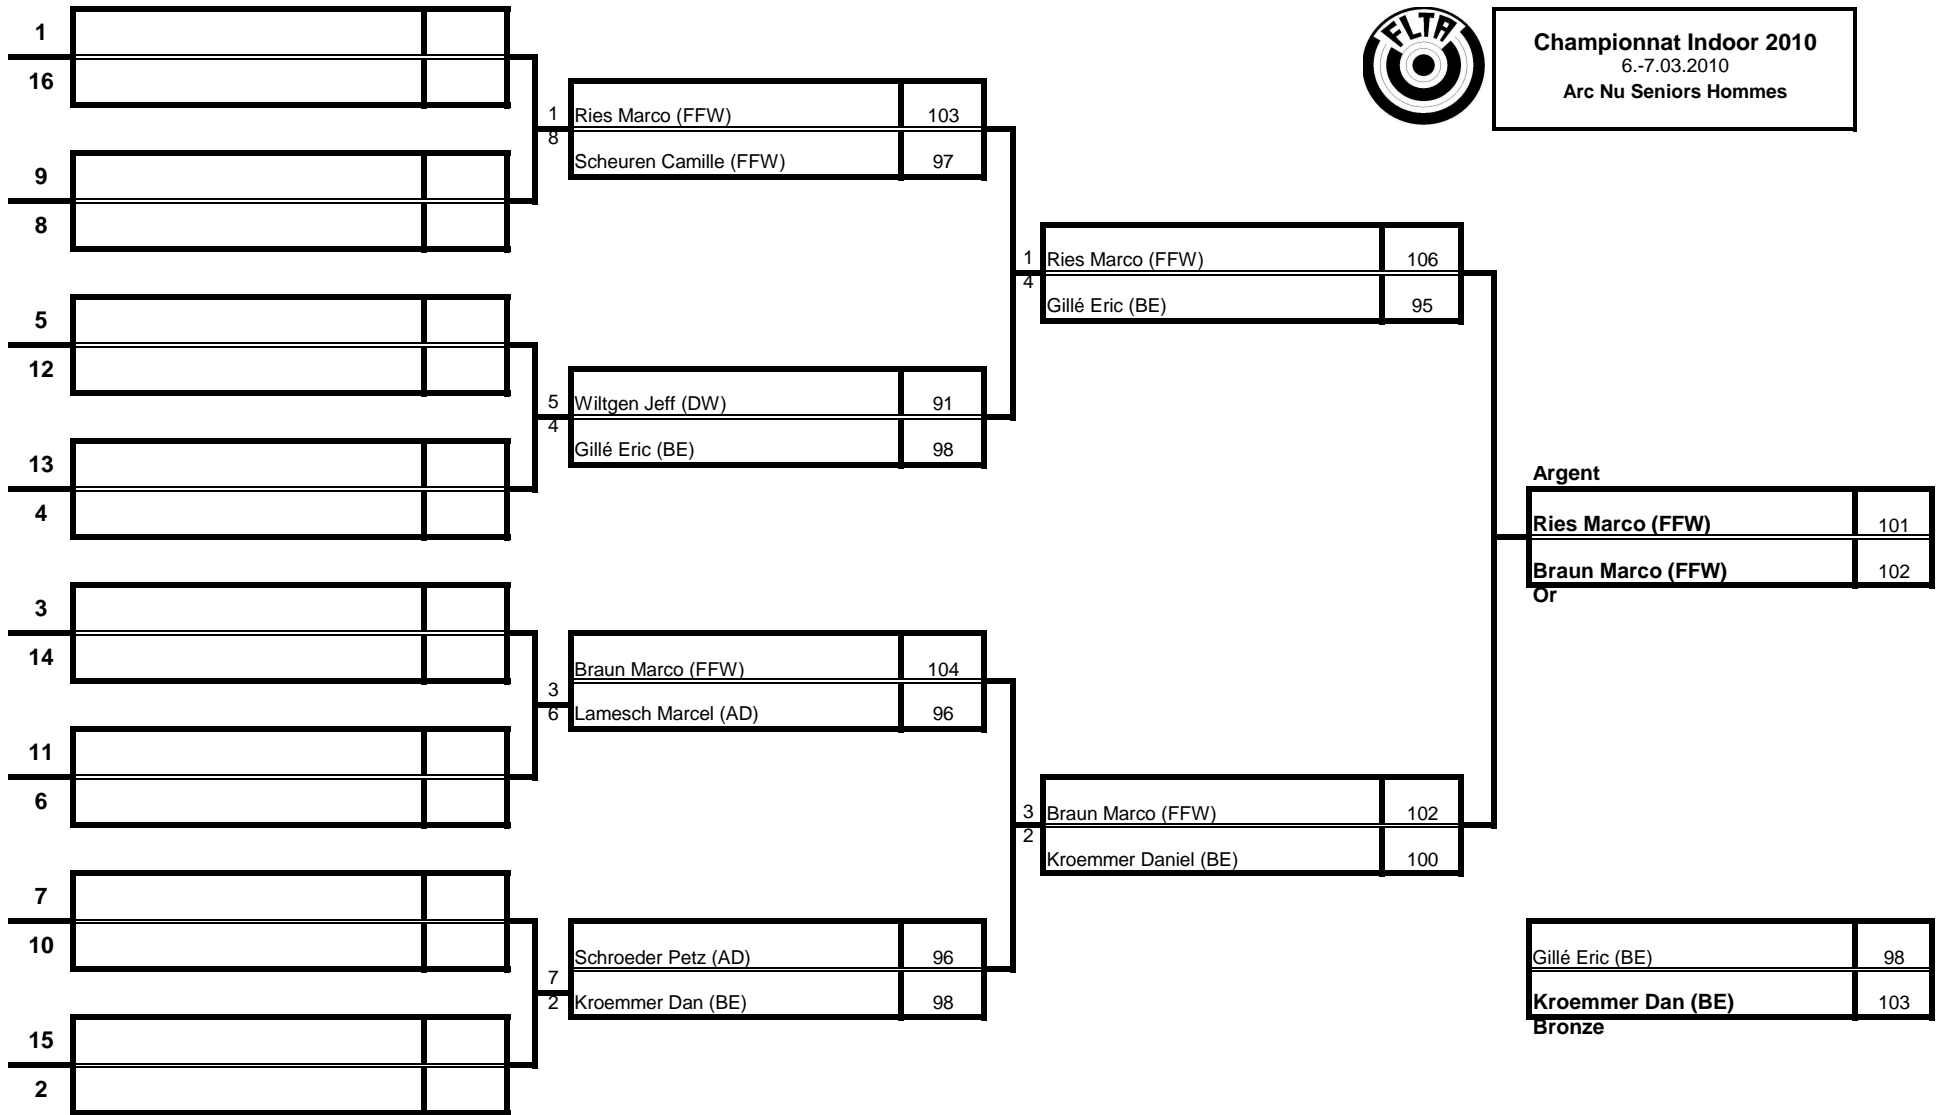 FLTA
Championnat Indoor 2010
6.-7.03.2010
Arc Nu Seniors Hommes
1
16
9
8
5
12
13
4
3
14
11
6
7
10
15
2
1 Ries Marco (FFW) 103
8 Scheuren Camille (FFW) 97
5 Wiltgen Jeff (DW) 91
4 Gillé Eric (BE) 98
3 Braun Marco (FFW) 104
6 Lamesch Marcel (AD) 96
7 Schroeder Petz (AD) 96
2 Kroemmer Dan (BE) 98
1 Ries Marco (FFW) 106
4 Gillé Eric (BE) 95
3 Braun Marco (FFW) 102
2 Kroemmer Daniel (BE) 100
Argent
Ries Marco (FFW) 101
Braun Marco (FFW) 102
Or
Gillé Eric (BE) 98
Kroemmer Dan (BE) 103
Bronze